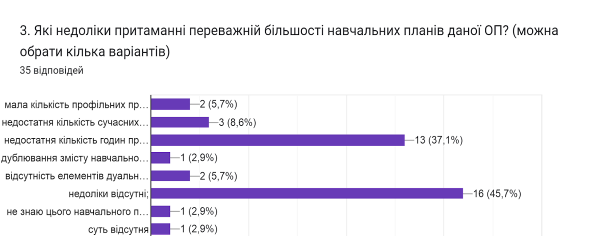 3. Які недоліки притаманні переважній більшості навчальних планів даної ОП? (можна
обрати кілька варіантів)
35 відповідей
мала кількість профільних пр… 2 (5,7%)
недостатня кількість сучасних… 3 (8,6%)
недостатня кількість годин пр… 13 (37,1%)
дублювання змісту навчально… 1 (2,9%)
відсутність елементів дуальн… 2 (5,7%)
недоліки відсутні; 16 (45,7%)
не знаю цього навчального п… 1 (2,9%)
суть відсутня 1 (2,9%)